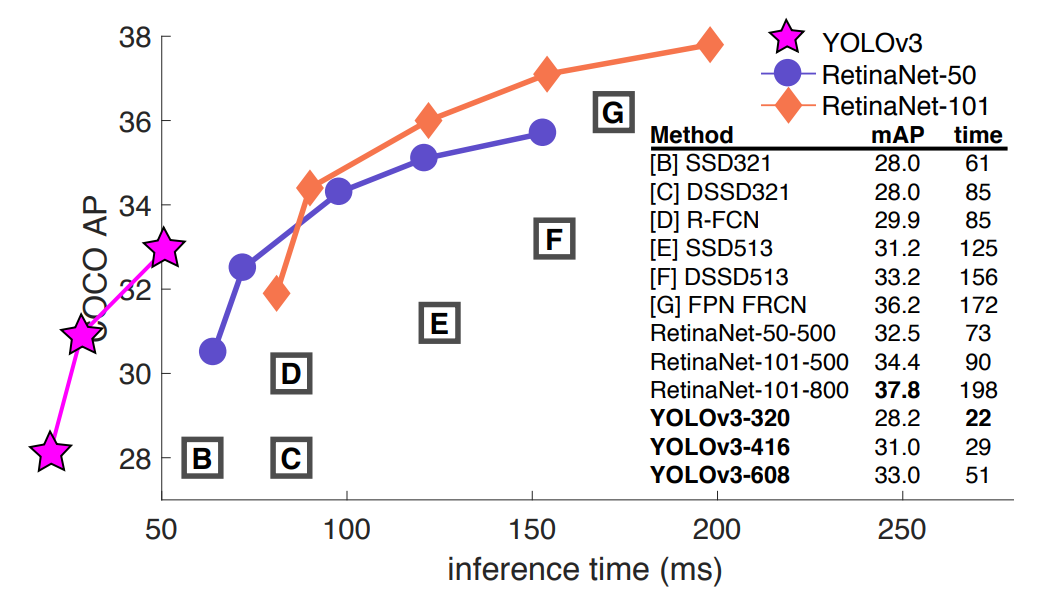 YOLOv3
RetinaNet-50
RetinaNet-101
Method mAP time
[B] SSD321 28.0 61
[C] DSSD321 28.0 85
[D] R-FCN 29.9 85
[E] SSD513 31.2 125
[F] DSSD513 33.2 156
[G] FPN FRCN 36.2 172
RetinaNet-50-500 32.5 73
RetinaNet-101-500 34.4 90
RetinaNet-101-800 37.8 198
YOLOv3-320 28.2 22
YOLOv3-416 31.0 29
YOLOv3-608 33.0 51
38
36
34
32
30
28
COCO AP
G
F
E
D
B C
50 100 150 200 250
inference time (ms)